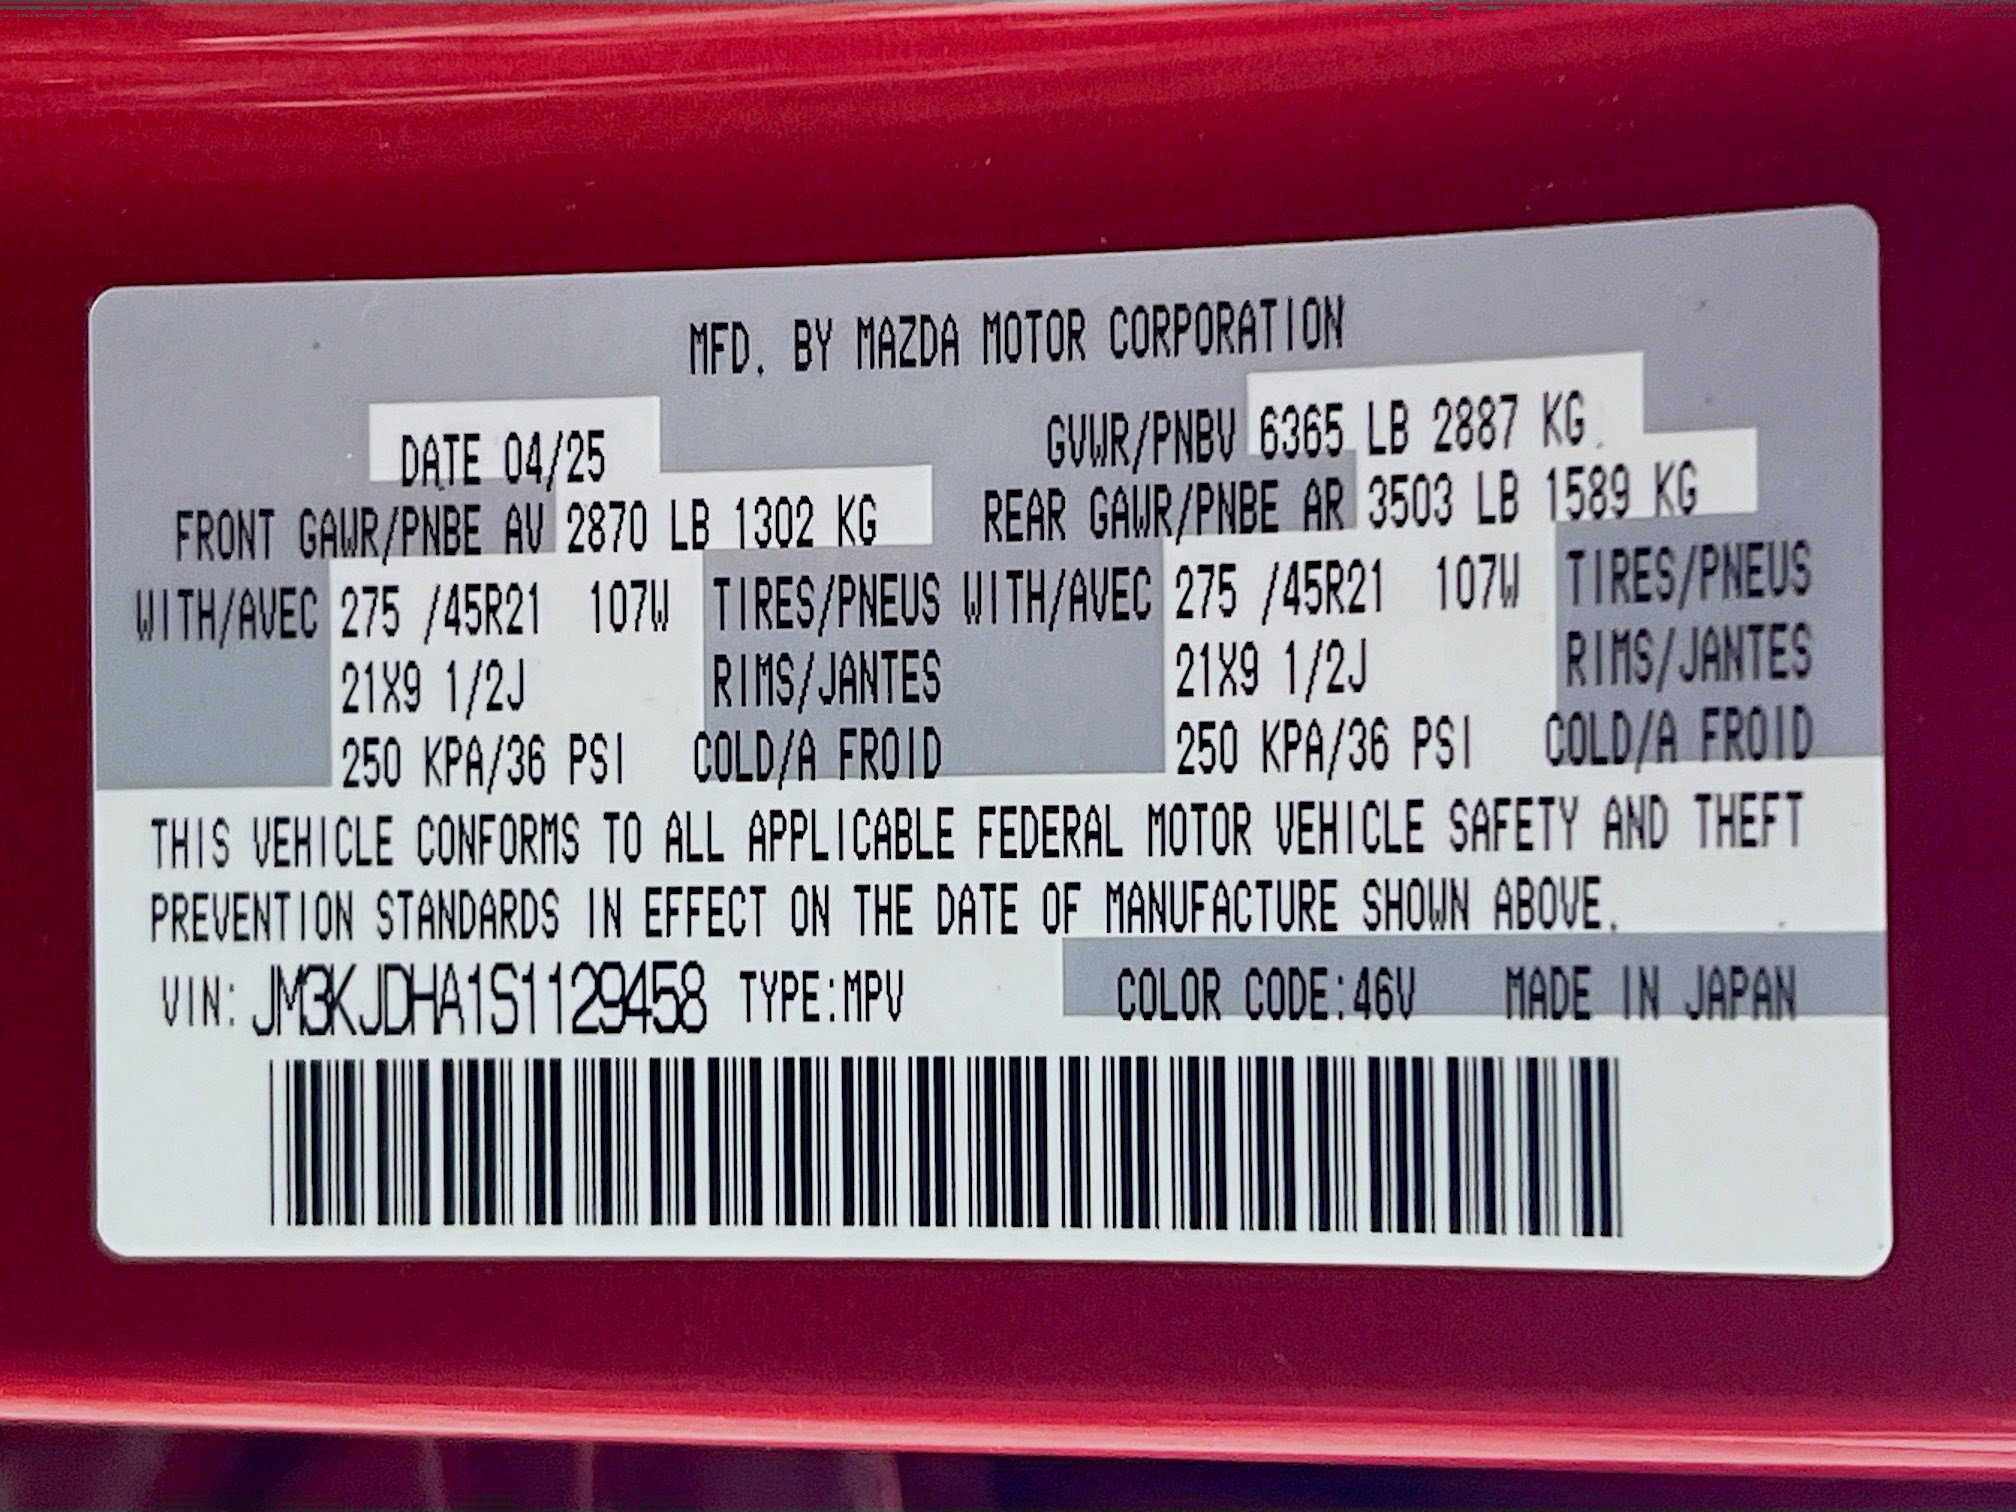 MFD. BY MAZDA MOTOR CORPORATION
DATE 04/25 GVWR/PNBV 6365 LB 2887 KG
FRONT GAWR/PNBE AV 2870 LB 1302 KG REAR GAWR/PNBE AR 3503 LB 1589 KG
WITH/AVEC 275 /45R21 107W TIRES/PNEUS WITH/AVEC 275 /45R21 107W TIRES/PNEUS
21X9 1/2J RIMS/JANTES 21X9 1/2J RIMS/JANTES
250 KPA/36 PSI COLD/A FROID 250 KPA/36 PSI COLD/A FROID
THIS VEHICLE CONFORMS TO ALL APPLICABLE FEDERAL MOTOR VEHICLE SAFETY AND THEFT
PREVENTION STANDARDS IN EFFECT ON THE DATE OF MANUFACTURE SHOWN ABOVE.
VIN: JM3KJDHA1S1129458 TYPE:MPV COLOR CODE:46V MADE IN JAPAN